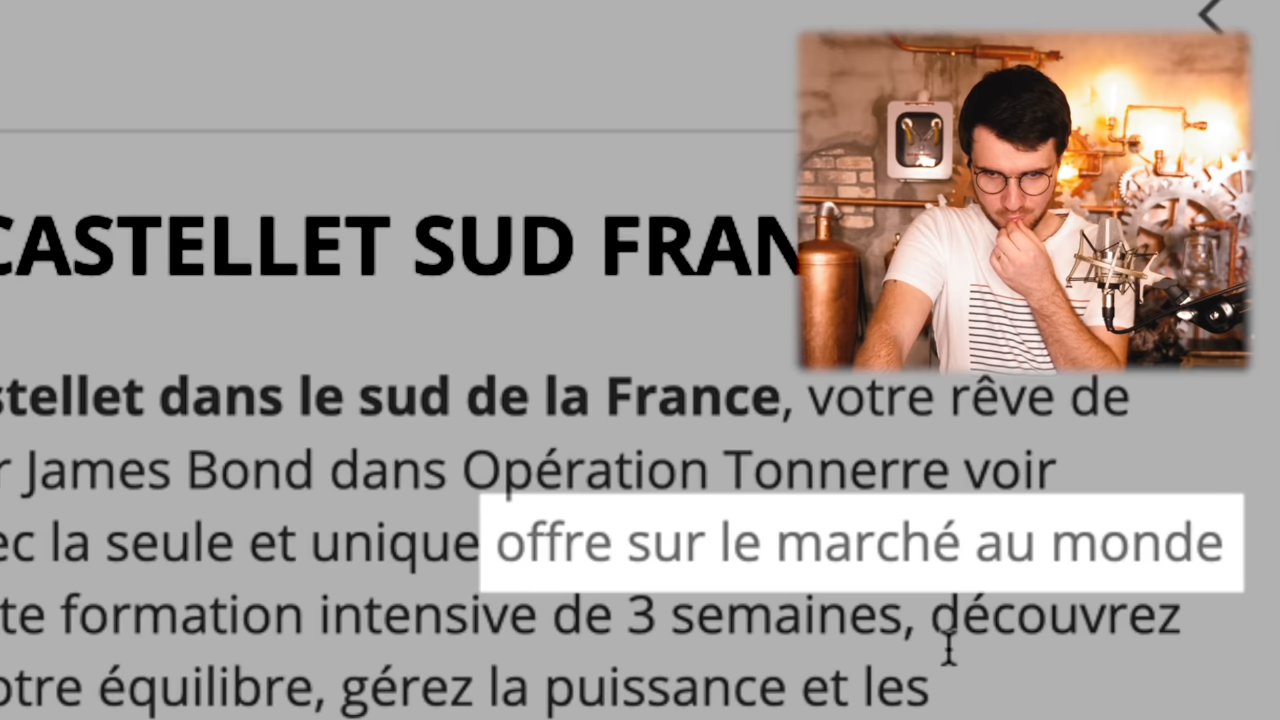 CASTELLET SUD FRAN
stellet dans le sud de la France, votre rêve de
r James Bond dans Opération Tonnerre voir
ec la seule et unique offre sur le marché au monde
te formation intensive de 3 semaines, découvrez
otre équilibre, gérez la puissance et les